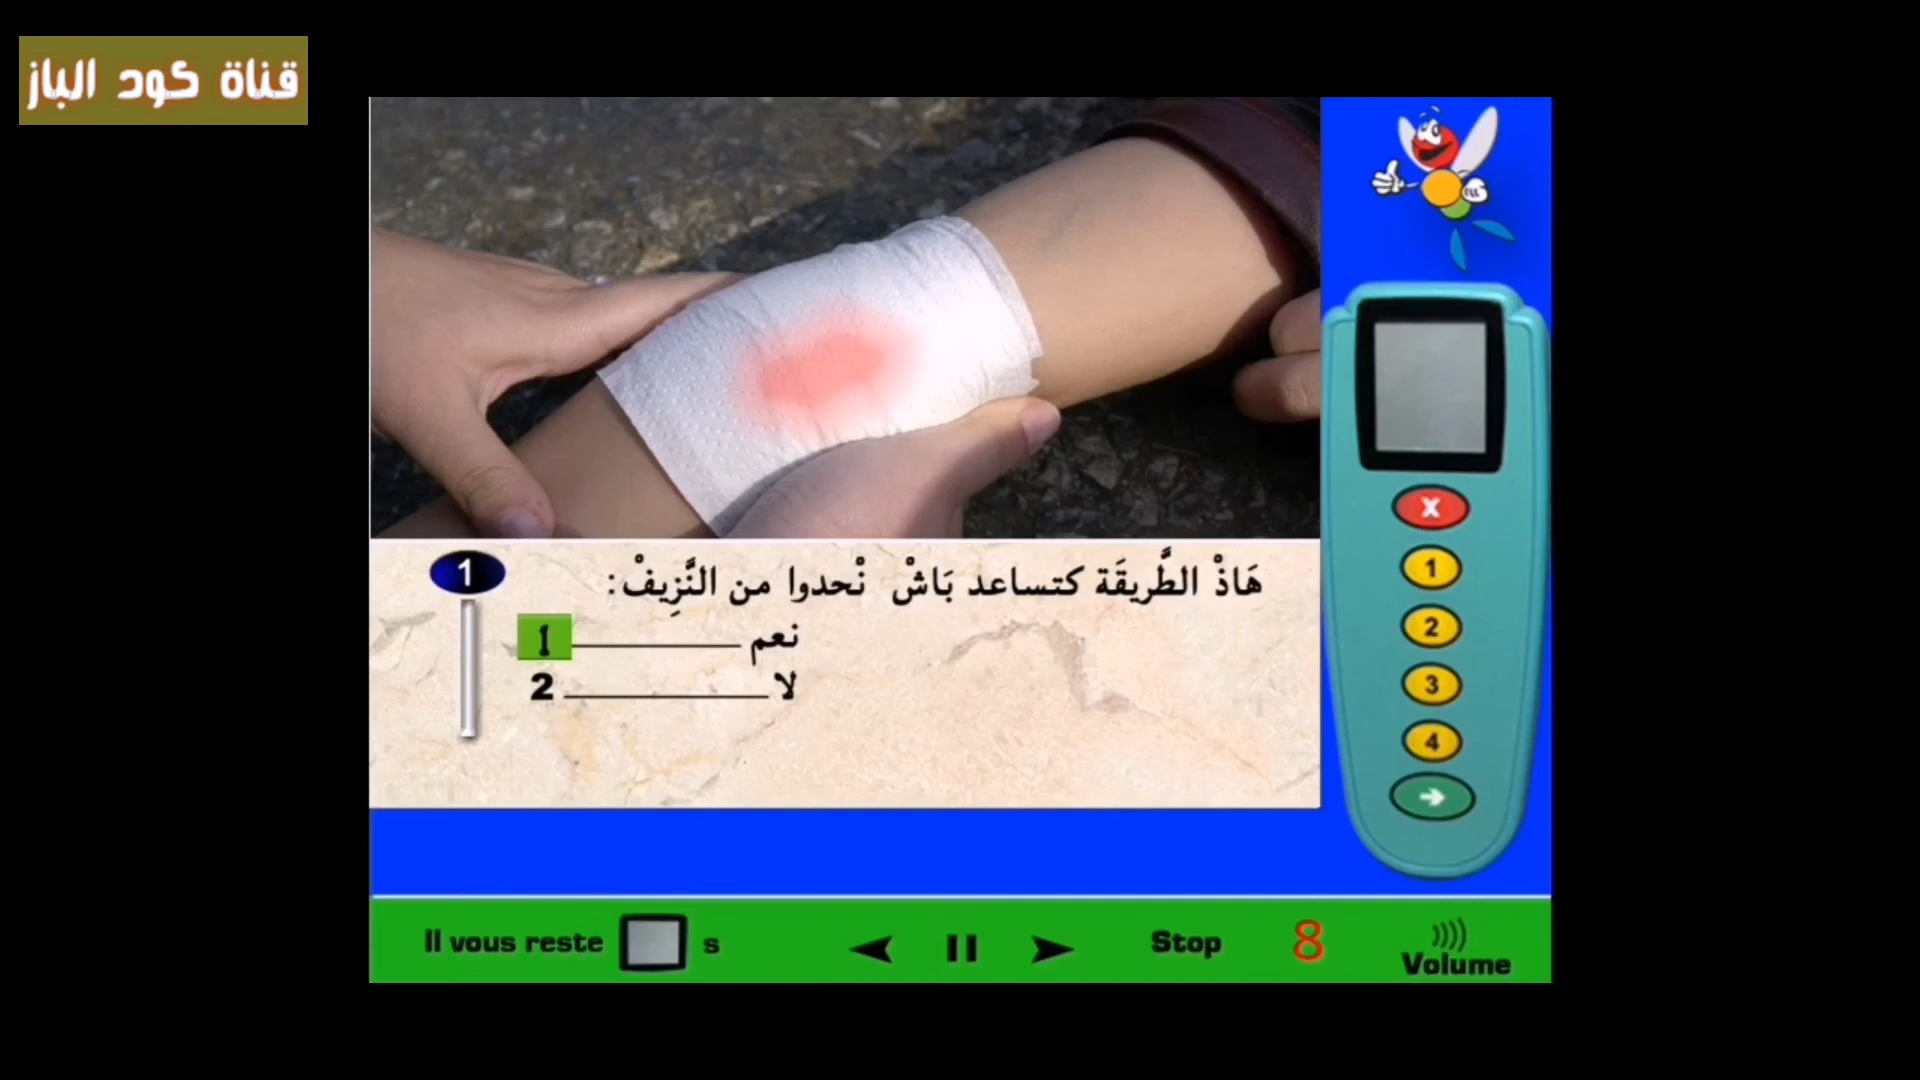 قناة كود الباز
1
هَاذْ الطَّريقَة كتساعد بَاشْ نْحدوا من النَّزِيفْ:
نعم 1
لا 2
X
1
2
3
4
Il vous reste s Stop 8 Volume